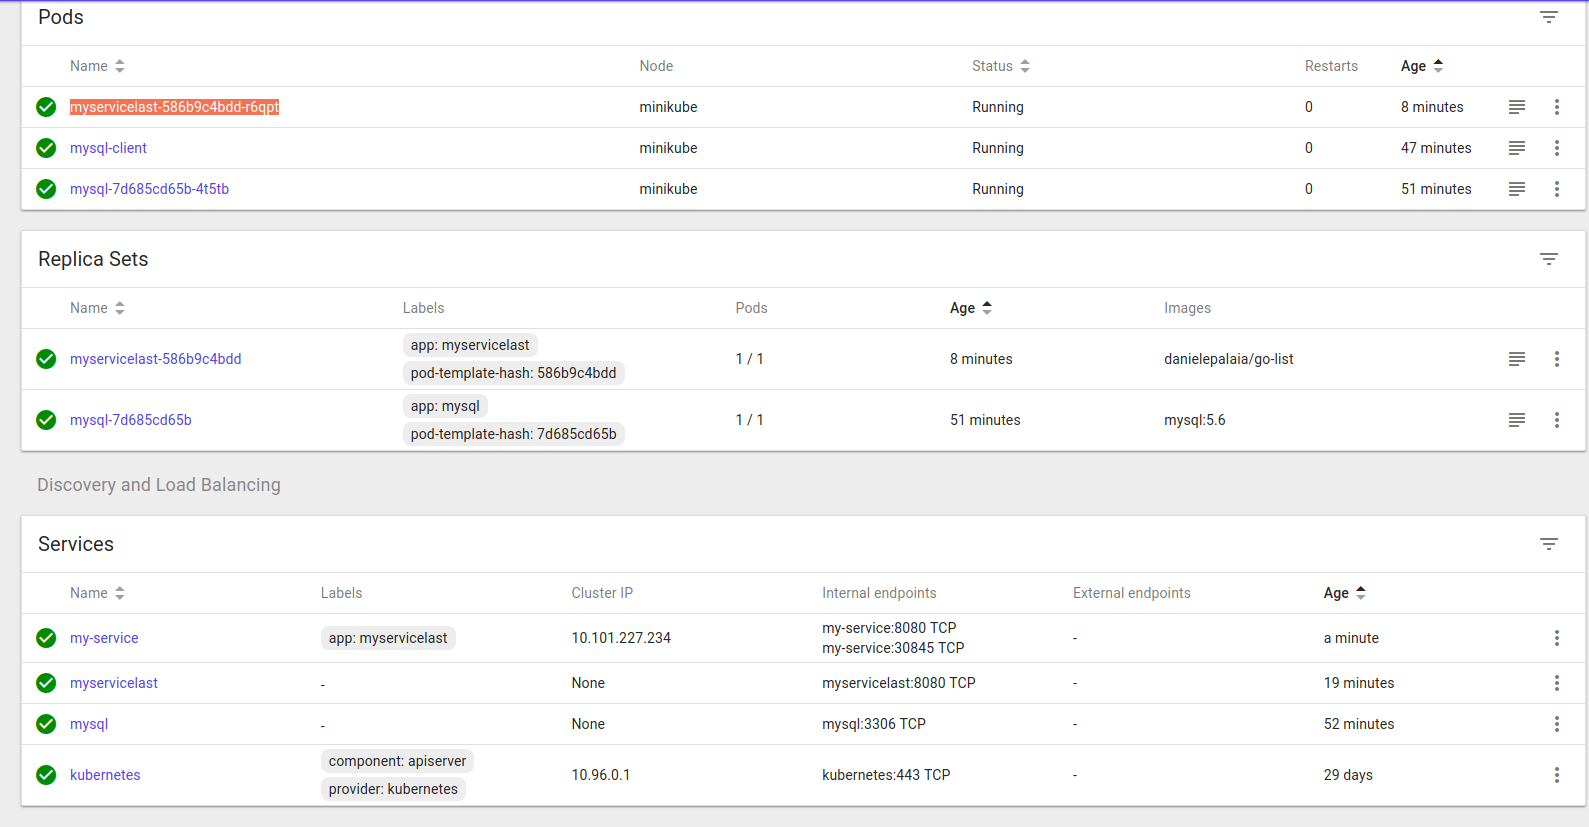 Pods
Name Node Status Restarts Age
myservicelast-586b9c4bdd-r6qpt minikube Running 0 8 minutes
mysql-client minikube Running 0 47 minutes
mysql-7d685cd65b-4t5tb minikube Running 0 51 minutes
Replica Sets
Name Labels Pods Age Images
myservicelast-586b9c4bdd app: myservicelast pod-template-hash: 586b9c4bdd 1 / 1 8 minutes danielepalaia/go-list
mysql-7d685cd65b app: mysql pod-template-hash: 7d685cd65b 1 / 1 51 minutes mysql:5.6
Discovery and Load Balancing
Services
Name Labels Cluster IP Internal endpoints External endpoints Age
my-service app: myservicelast 10.101.227.234 my-service:8080 TCP my-service:30845 TCP - a minute
myservicelast - None myservicelast:8080 TCP - 19 minutes
mysql - None mysql:3306 TCP - 52 minutes
kubernetes component: apiserver provider: kubernetes 10.96.0.1 kubernetes:443 TCP - 29 days